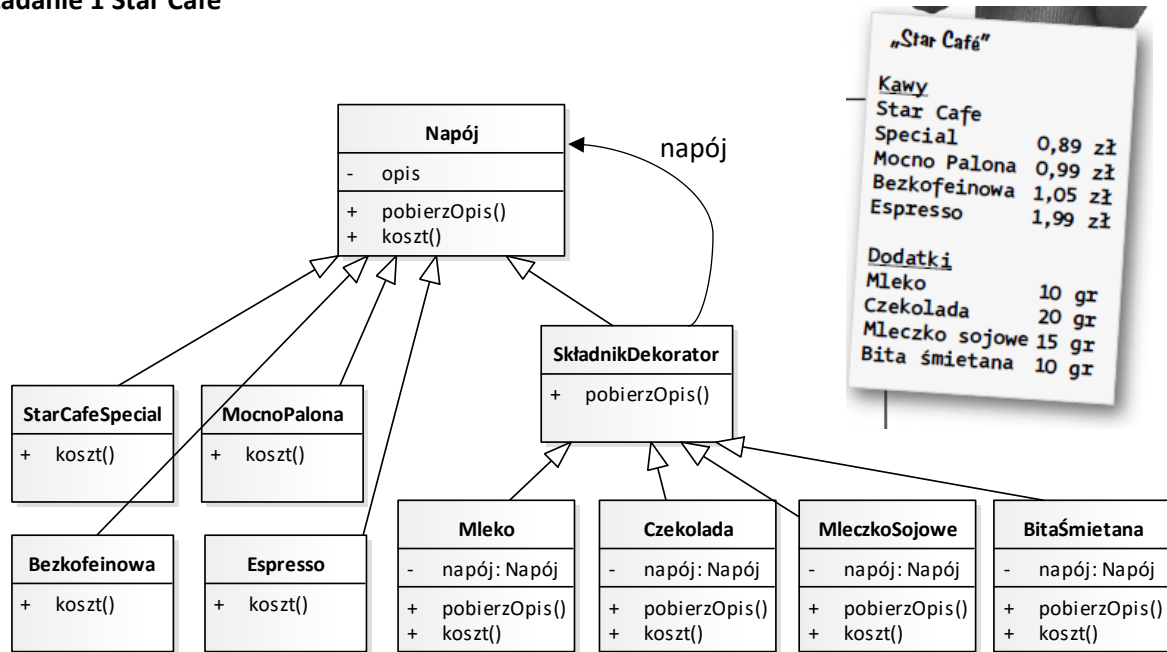 adanie 1 Star Cafe
„Star Café”
Kawy
Star Cafe
Special 0,89 zł
Mocno Palona 0,99 zł
Bezkofeinowa 1,05 zł
Espresso 1,99 zł
Dodatki
Mleko 10 gr
Czekolada 20 gr
Mleczko sojowe 15 gr
Bita śmietana 10 gr
Napój
- opis
+ pobierzOpis()
+ koszt()
napój
SkładnikDekorator
+ pobierzOpis()
StarCafeSpecial
+ koszt()
MocnoPalona
+ koszt()
Bezkofeinowa
+ koszt()
Espresso
+ koszt()
Mleko
- napój: Napój
+ pobierzOpis()
+ koszt()
Czekolada
- napój: Napój
+ pobierzOpis()
+ koszt()
MleczkoSojowe
- napój: Napój
+ pobierzOpis()
+ koszt()
BitaŚmietana
- napój: Napój
+ pobierzOpis()
+ koszt()